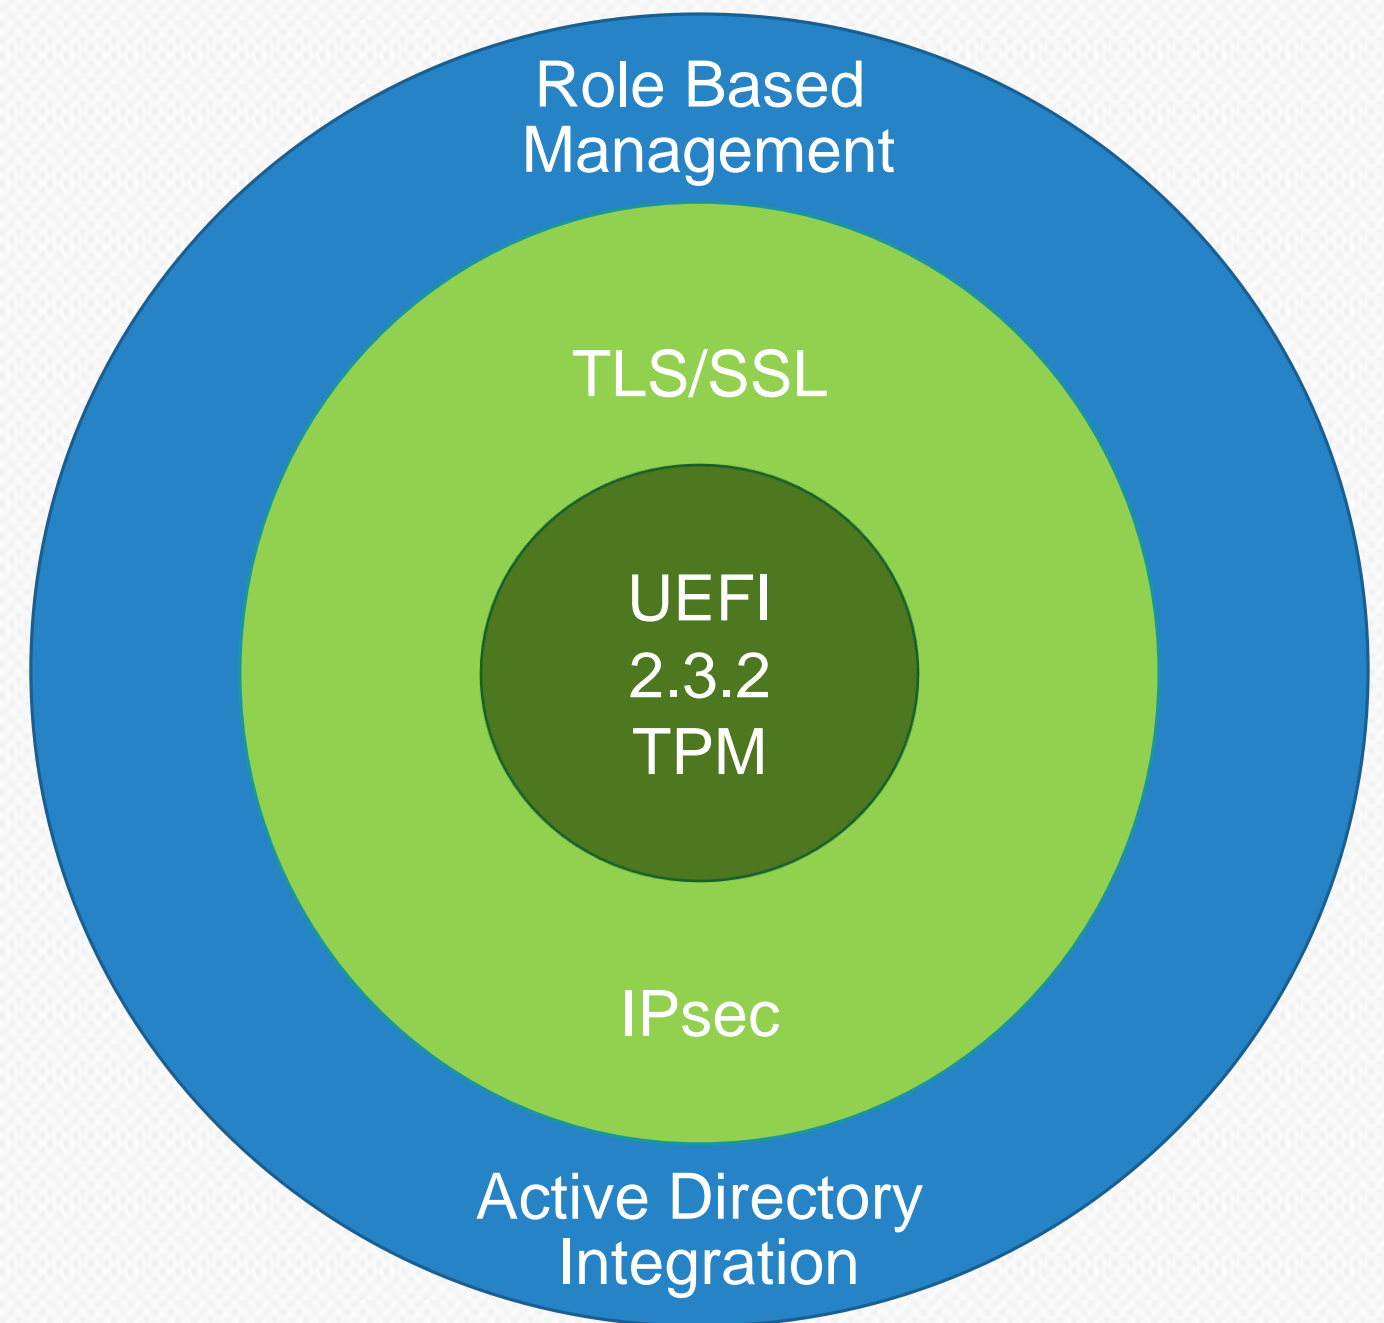 Role Based
Management
TLS/SSL
UEFI
2.3.2
TPM
IPsec
Active Directory
Integration